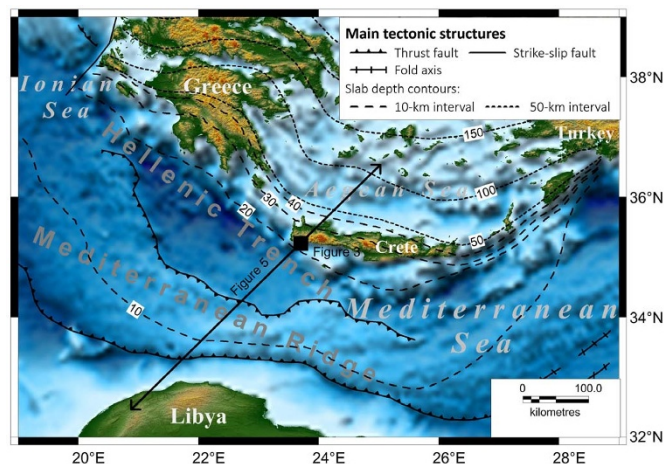 Main tectonic structures
Thrust fault
Strike-slip fault
Fold axis
Slab depth contours:
10-km interval
50-km interval
38°N
36°N
34°N
32°N
Ionian
Sea
Greece
Turkey
150
100
50
40
30
20
10
Aegean Sea
Hellenic Trench
Crete
Figure 3
Figure 5
Mediterranean Ridge
Mediterranean
Sea
Libya
0
100.0
kilometres
20°E
22°E
24°E
26°E
28°E